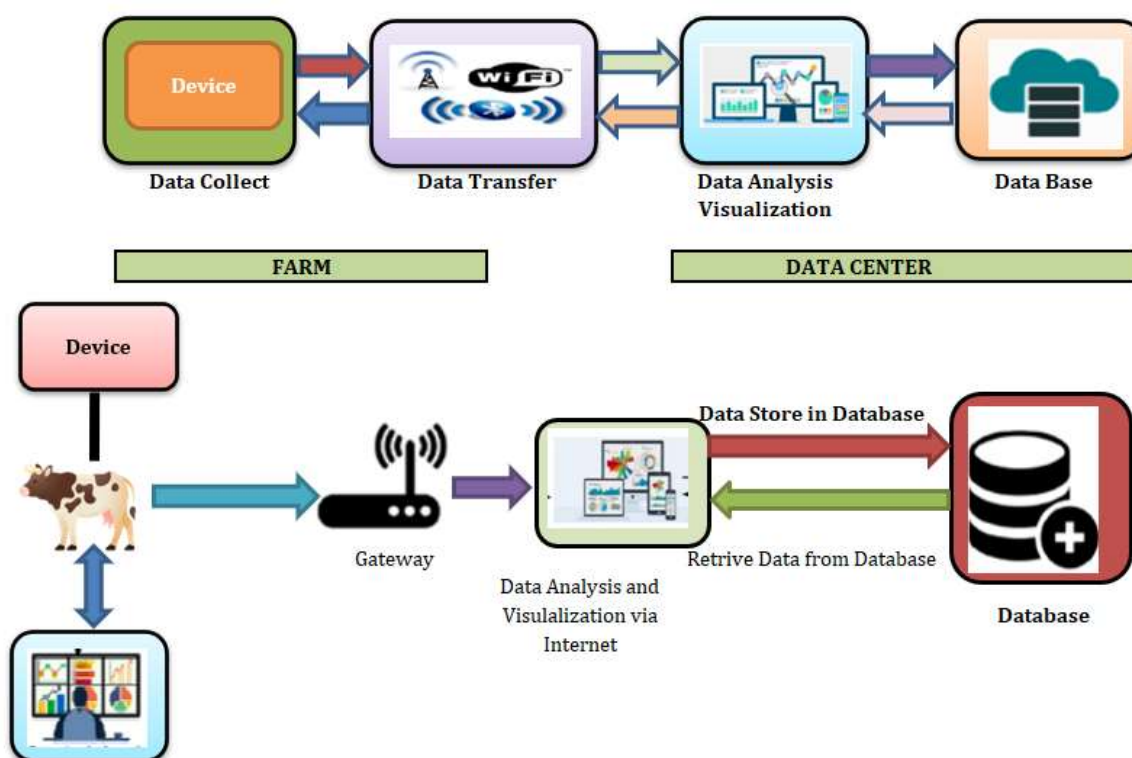 Device
WiFi
Data Collect
Data Transfer
Data Analysis
Visualization
Data Base
FARM
DATA CENTER
Device
Data Store in Database
Gateway
Retrive Data from Database
Data Analysis and
Visulalization via
Internet
Database